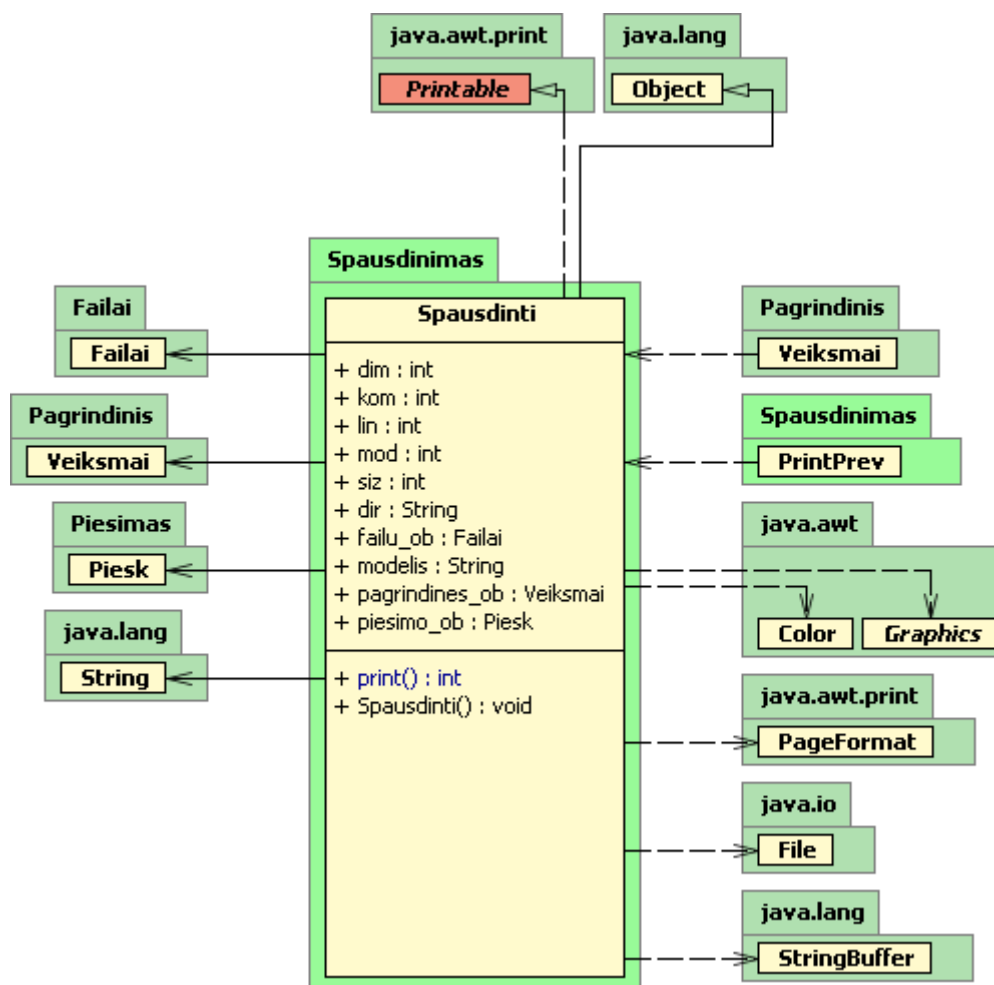 java.awt.print
Printable
java.lang
Object
Spausdinimas
Spausdinti
+ dim : int
+ kom : int
+ lin : int
+ mod : int
+ siz : int
+ dir : String
+ failu_ob : Failai
+ modelis : String
+ pagrindines_ob : Veiksmai
+ piesimo_ob : Piesk
+ print() : int
+ Spausdinti() : void
Failai
Failai
Pagrindinis
Veiksmai
Piesimas
Piesk
java.lang
String
Pagrindinis
Veiksmai
Spausdinimas
PrintPrev
java.awt
Color
Graphics
java.awt.print
PageFormat
java.io
File
java.lang
StringBuffer